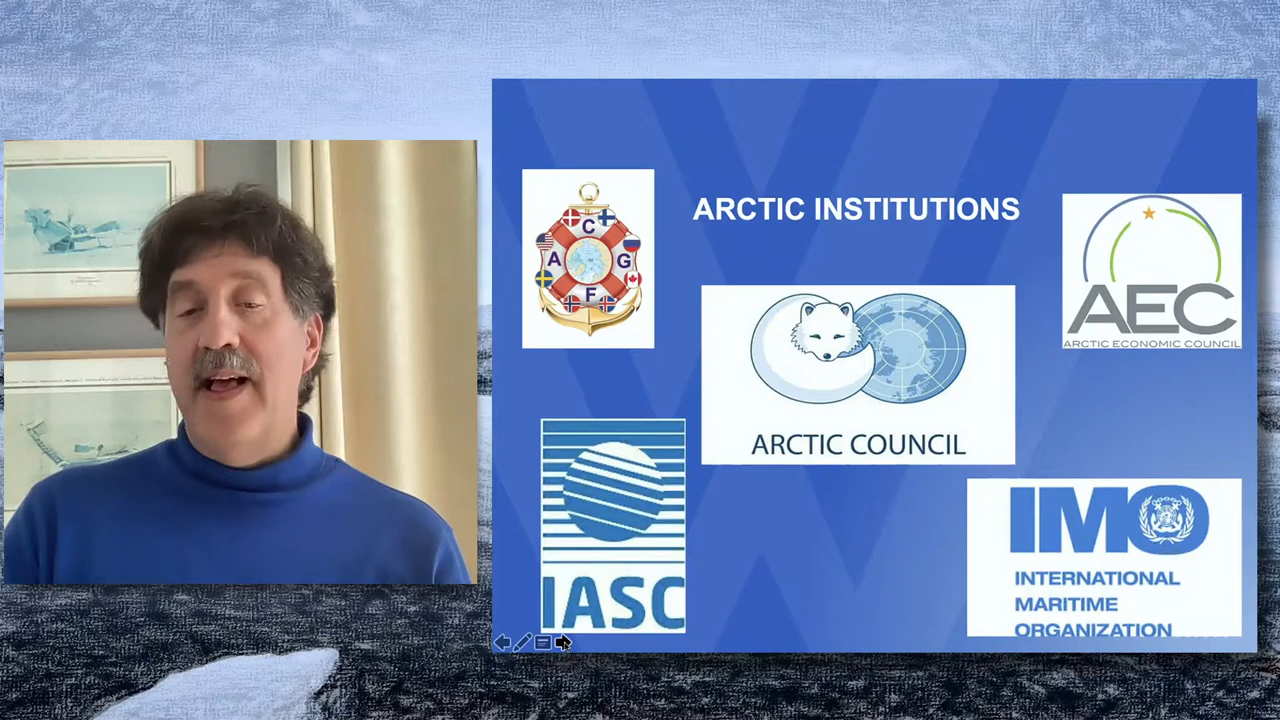 ARCTIC INSTITUTIONS
C
A G
F
AEC
ARCTIC ECONOMIC COUNCIL
ARCTIC COUNCIL
IASC
IMO
INTERNATIONAL
MARITIME
ORGANIZATION